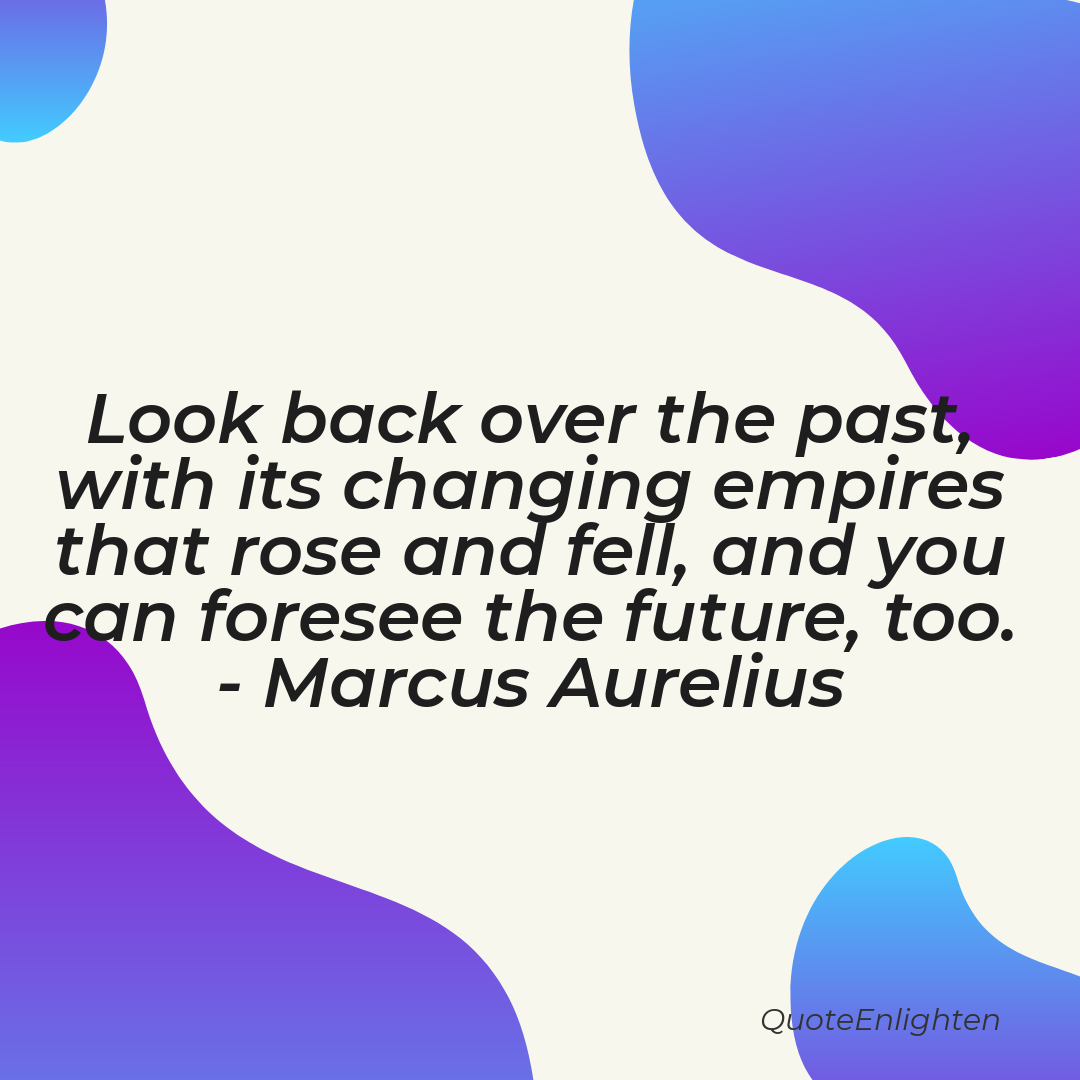 Look back over the past,
with its changing empires
that rose and fell, and you
can foresee the future, too.
- Marcus Aurelius
QuoteEnlighten